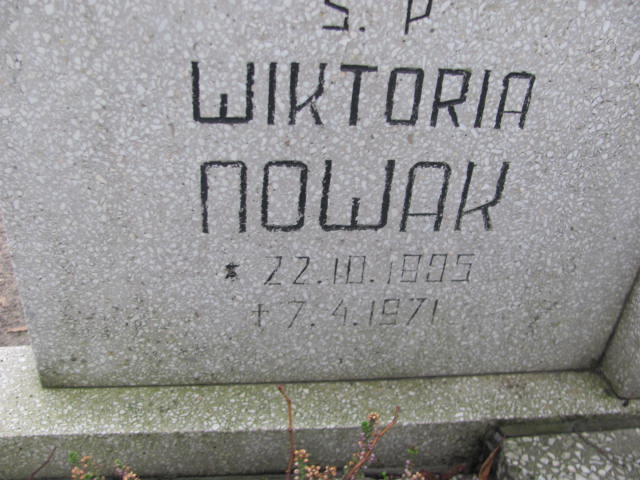 Ś. P
WIKTORIA
NOWAK
* 22.10.1895
+ 7.4.1971